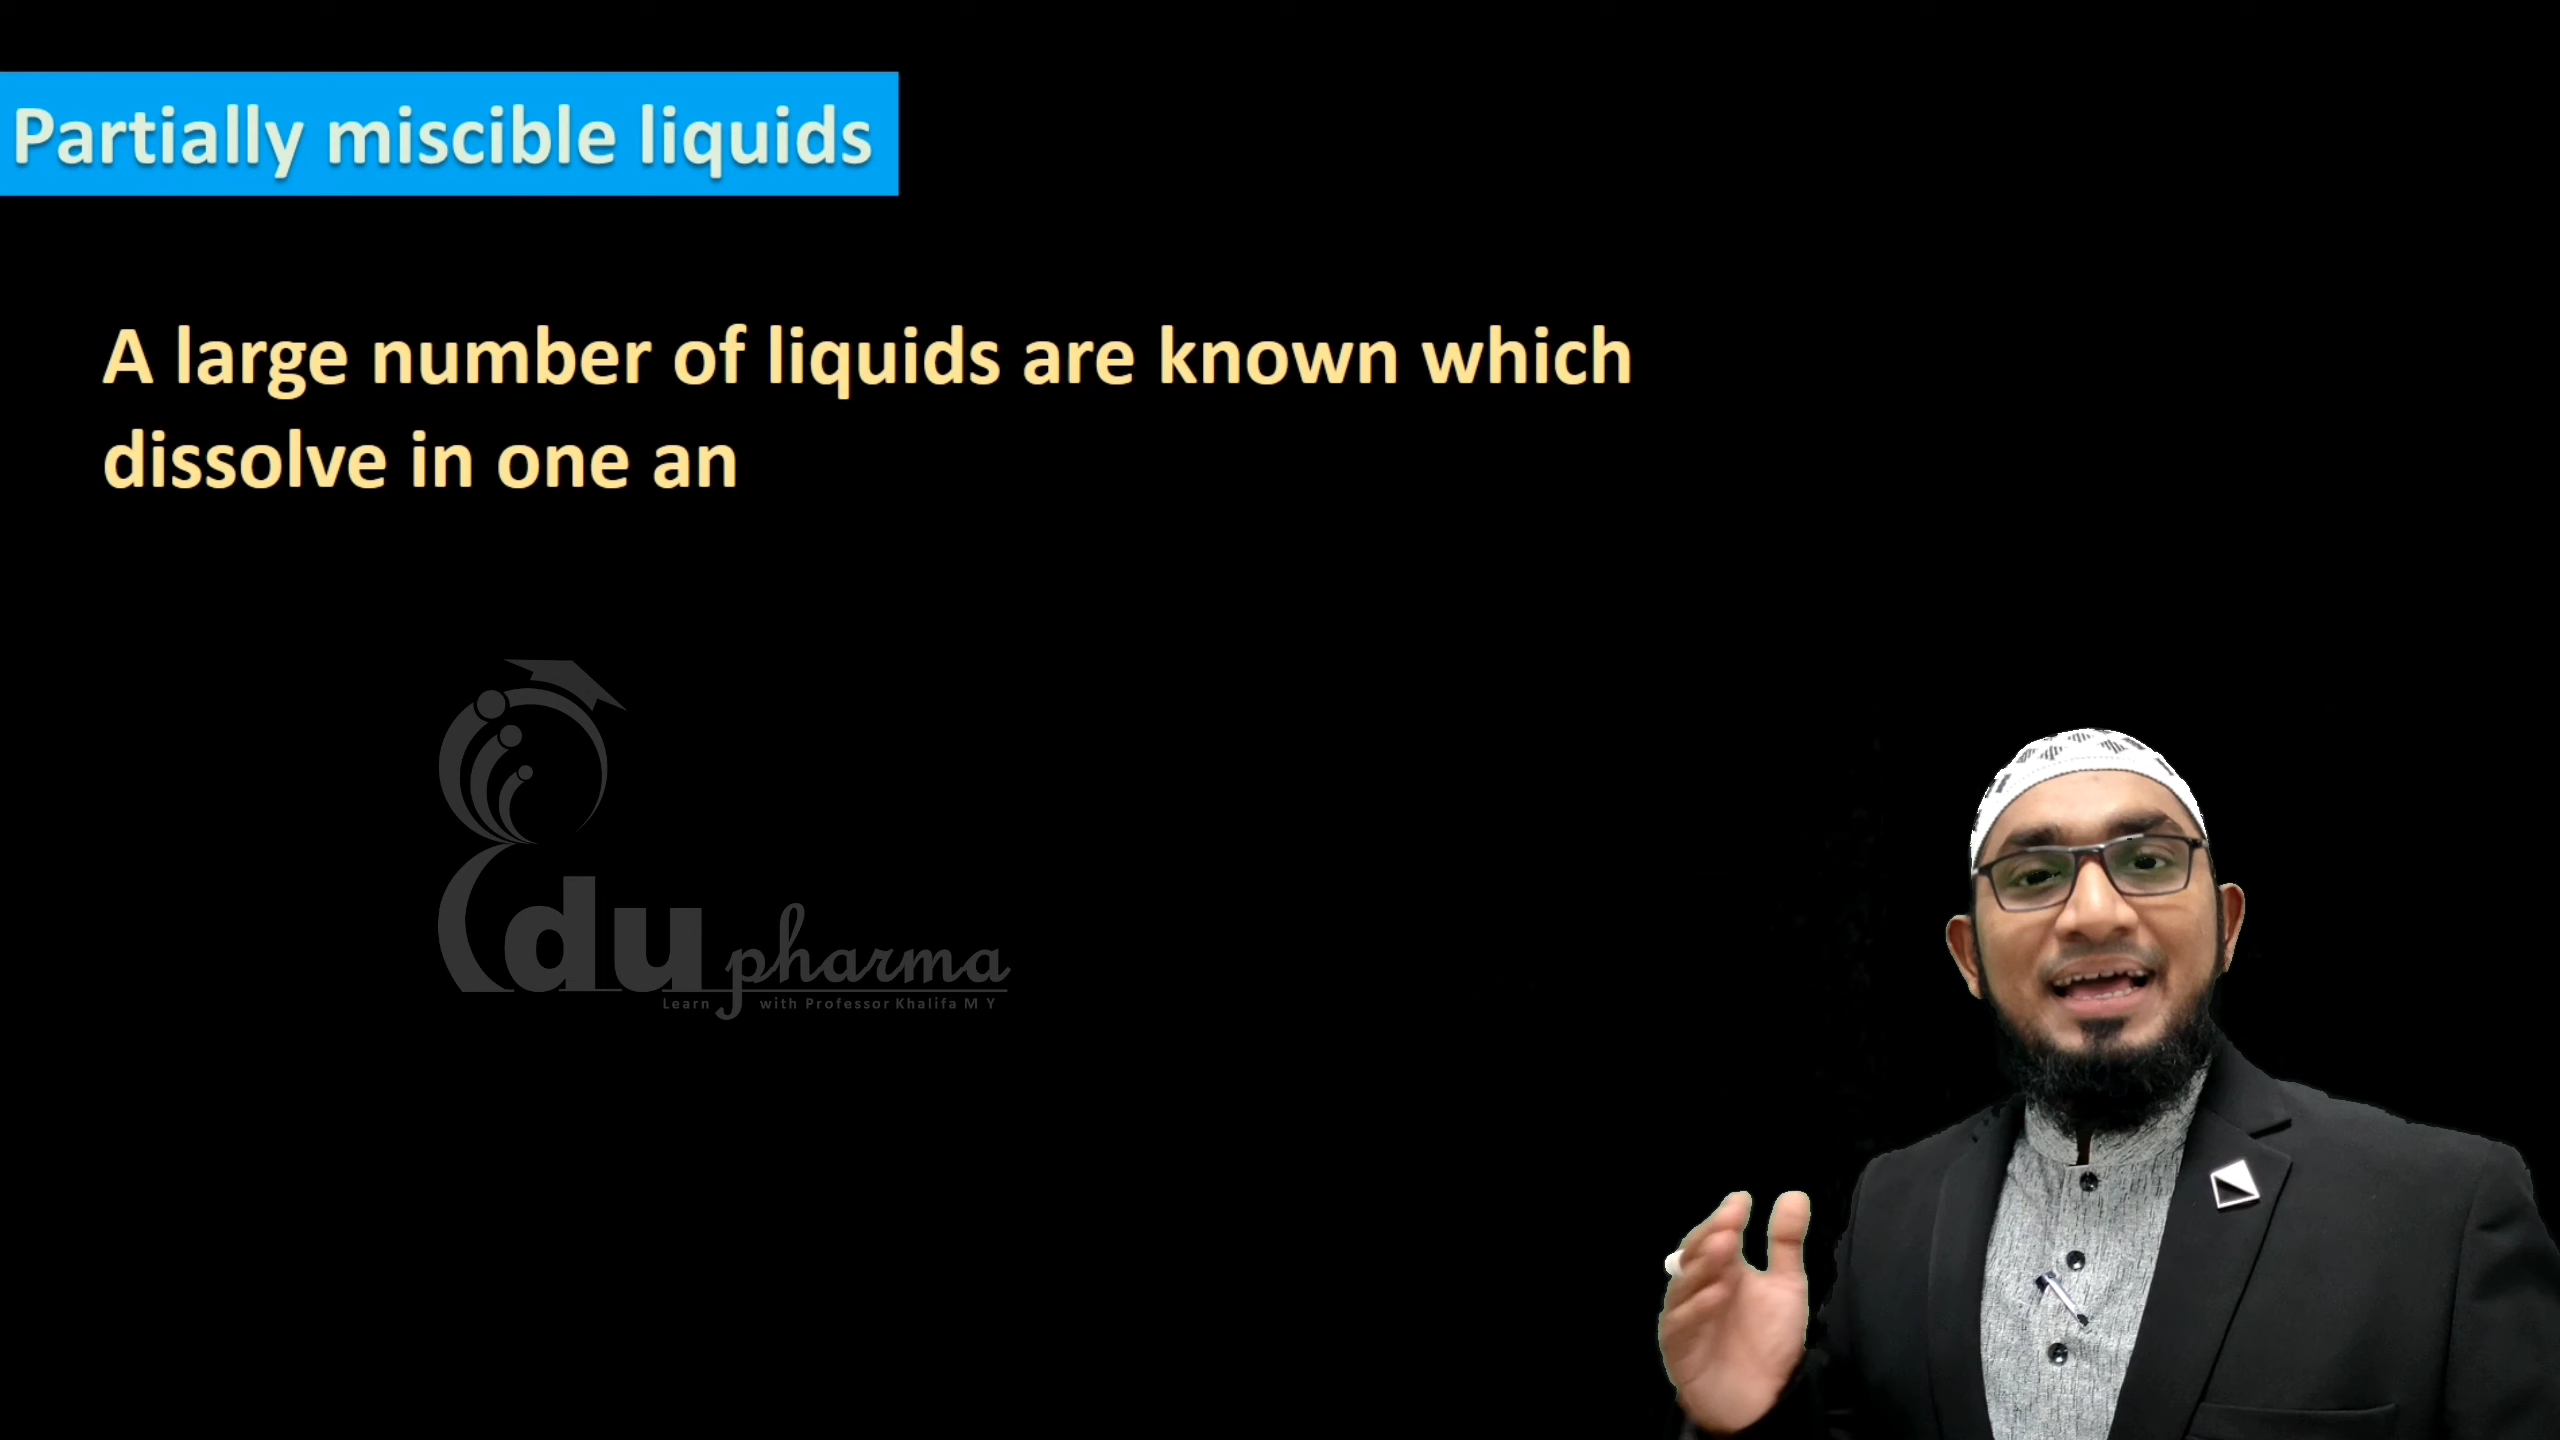 Partially miscible liquids
A large number of liquids are known which
dissolve in one an
du pharma
Learn with Professor Khalifa M Y